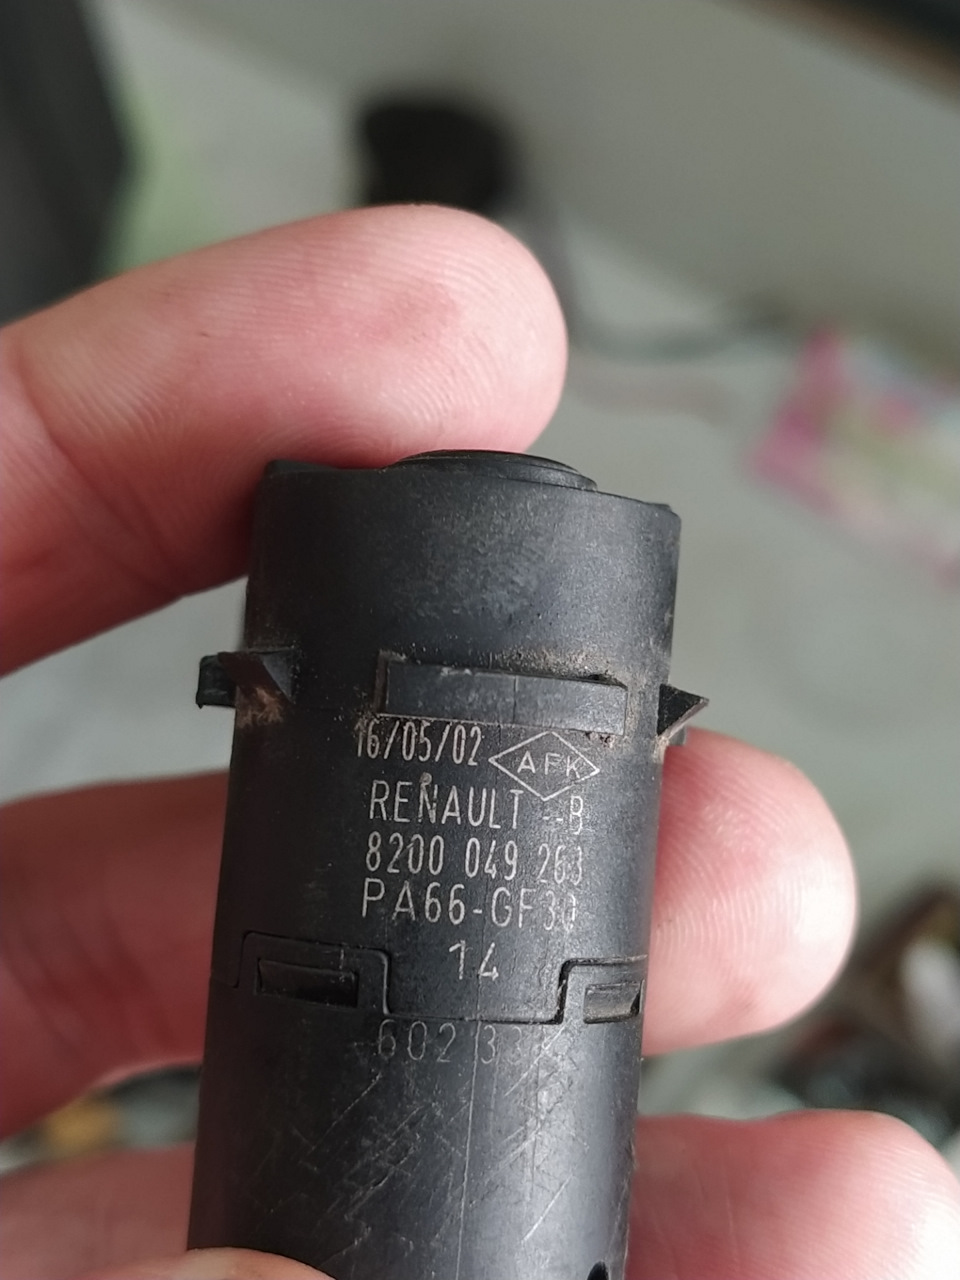 16/05/02 AFK
RENAULT --B
8200 049 263
PA66-GF30
14